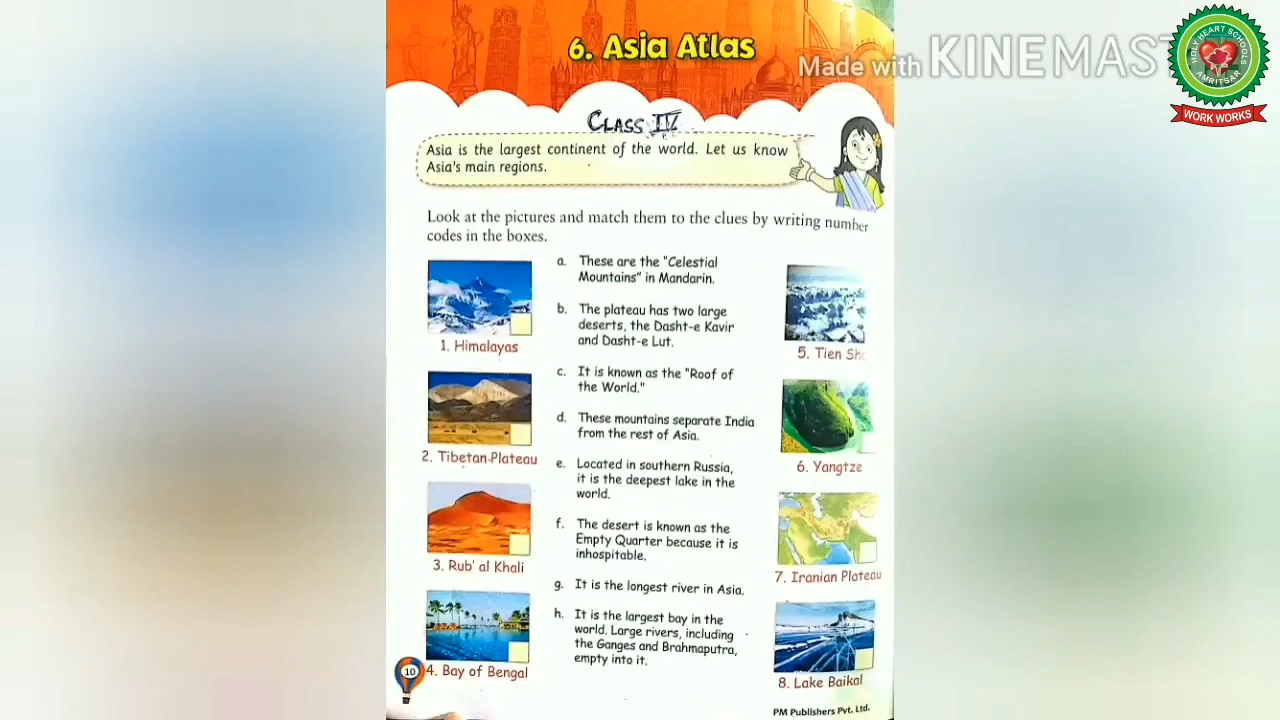 6. Asia Atlas
Made with KINEMAS
HOLY HEART SCHOOLS
AMRITSAR
WORK WORKS
CLASS IV
Asia is the largest continent of the world. Let us know
Asia's main regions.
Look at the pictures and match them to the clues by writing number
codes in the boxes.
1. Himalayas
2. Tibetan Plateau
3. Rub' al Khali
4. Bay of Bengal
a. These are the "Celestial
Mountains" in Mandarin.
b. The plateau has two large
deserts, the Dasht-e Kavir
and Dasht-e Lut.
c. It is known as the "Roof of
the World."
d. These mountains separate India
from the rest of Asia.
e. Located in southern Russia,
it is the deepest lake in the
world.
f. The desert is known as the
Empty Quarter because it is
inhospitable.
g. It is the longest river in Asia.
h. It is the largest bay in the
world. Large rivers, including
the Ganges and Brahmaputra,
empty into it.
5. Tien Sh
6. Yangtze
7. Iranian Plateau
8. Lake Baikal
10
PM Publishers Pvt. Ltd.